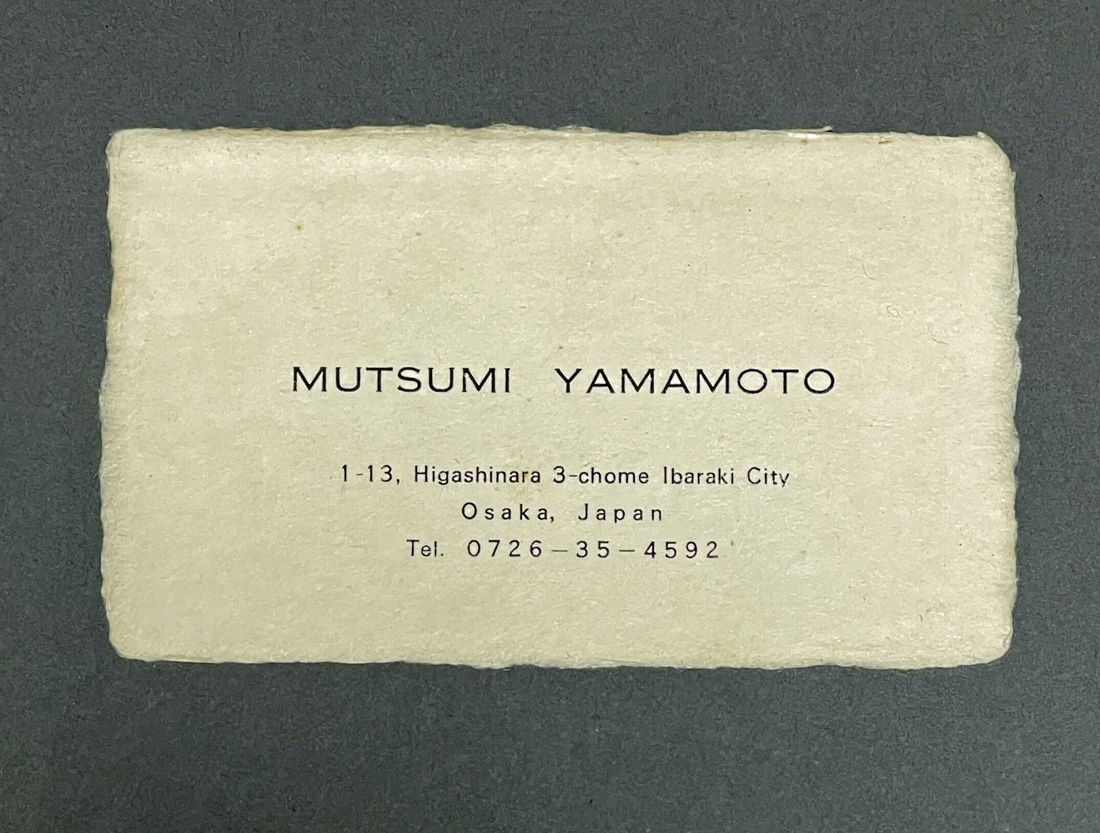 MUTSUMI YAMAMOTO
1-13, Higashinara 3-chome Ibaraki City
Osaka, Japan
Tel. 0726-35-4592